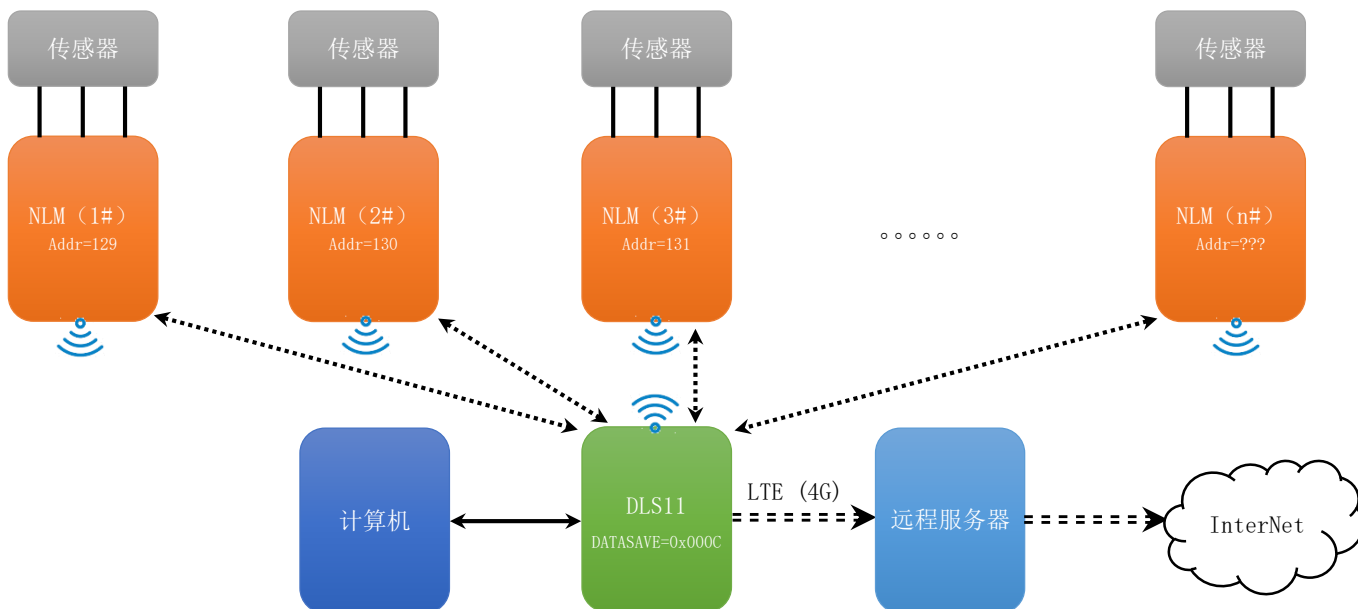 传感器
传感器
传感器
传感器
NLM（1#）
Addr=129
NLM（2#）
Addr=130
NLM（3#）
Addr=131
。。。。。。
NLM（n#）
Addr=???
计算机
DLS11
DATASAVE=0x000C
LTE (4G)
远程服务器
InterNet